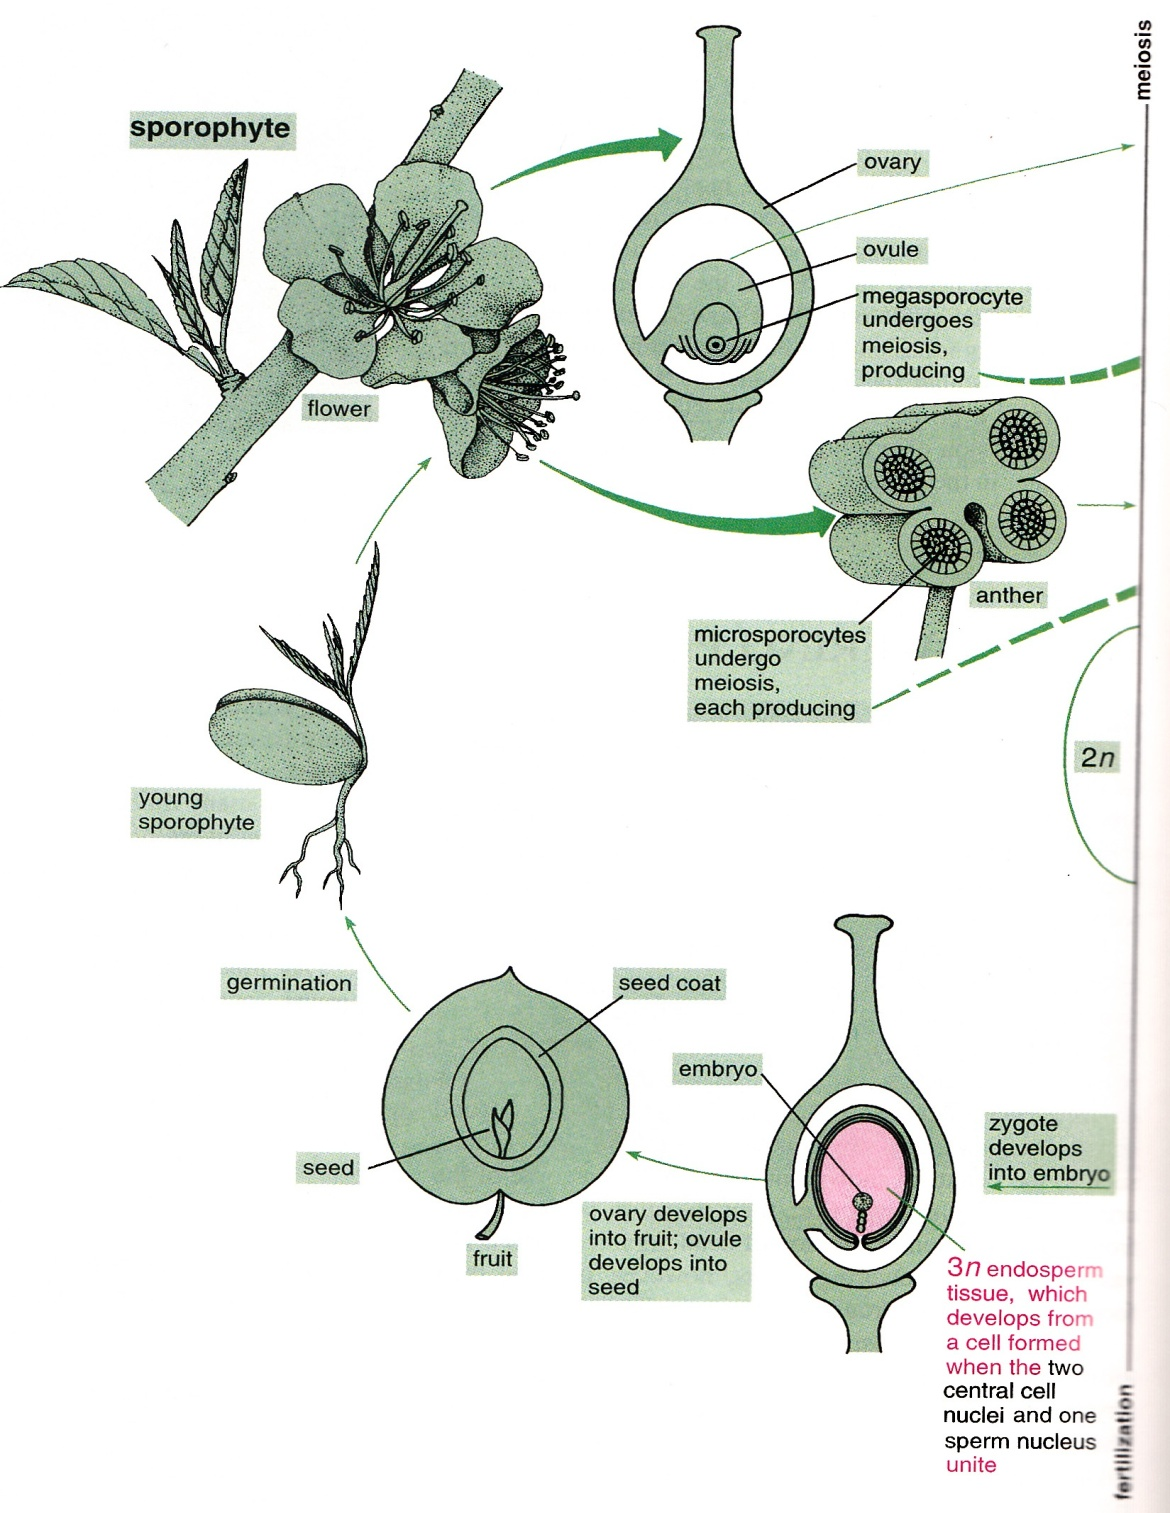 meiosis
sporophyte
ovary
ovule
megasporocyte
undergoes
meiosis,
producing
flower
anther
microsporocytes
undergo
meiosis,
each producing
2n
young
sporophyte
germination
seed coat
embryo
zygote
develops
into embryo
seed
ovary develops
into fruit; ovule
develops into
seed
fruit
3n endosperm
tissue, which
develops from
a cell formed
when the two
central cell
nuclei and one
sperm nucleus
unite
fertilization